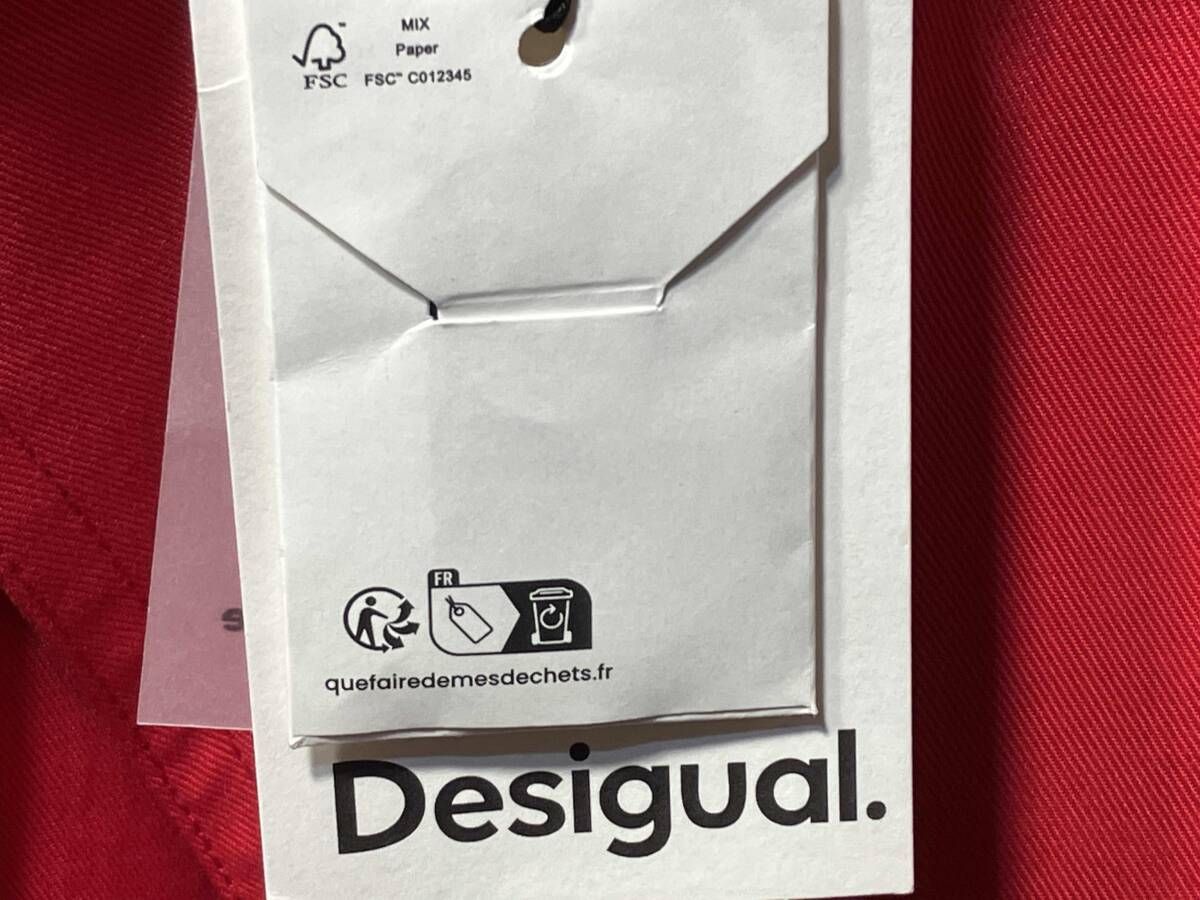 MIX
Paper
FSC™ C012345
FSC
FR
quefairedemesdechets.fr
Desigual.